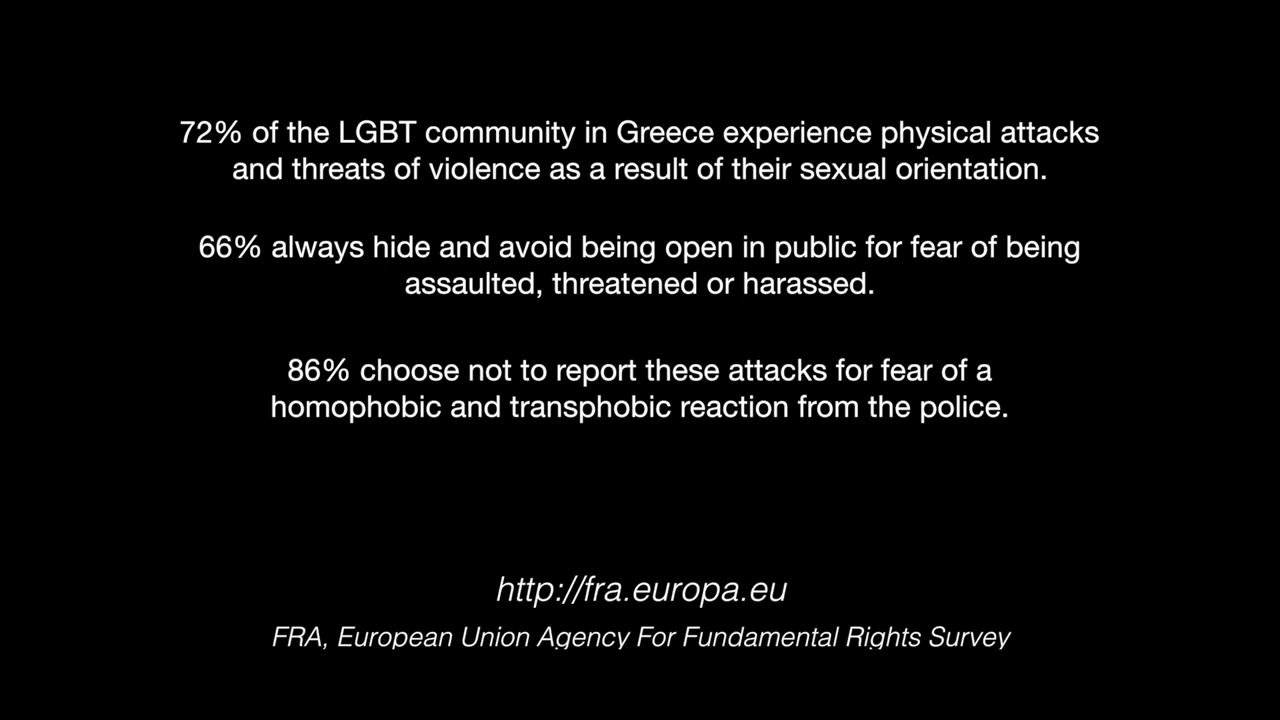 72% of the LGBT community in Greece experience physical attacks
and threats of violence as a result of their sexual orientation.
66% always hide and avoid being open in public for fear of being
assaulted, threatened or harassed.
86% choose not to report these attacks for fear of a
homophobic and transphobic reaction from the police.
http://fra.europa.eu
FRA, European Union Agency For Fundamental Rights Survey